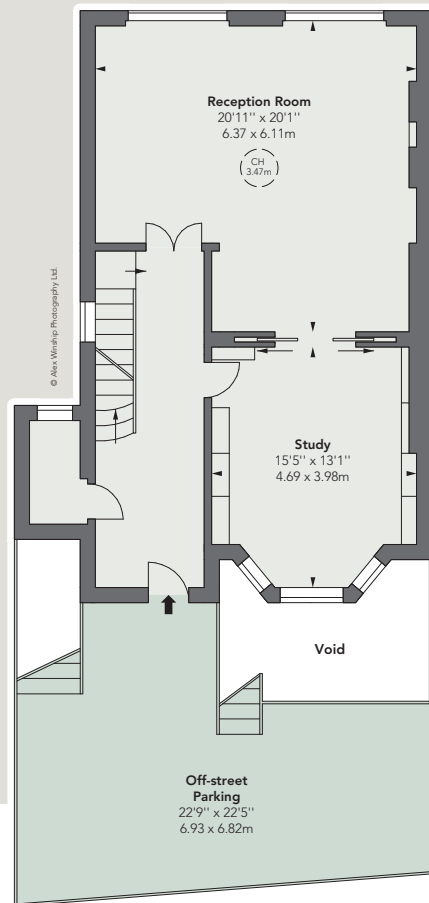 Reception Room
20'11'' x 20'1''
6.37 x 6.11m
CH
3.47m
© Alex Winship Photography Ltd.
Study
15'5'' x 13'1''
4.69 x 3.98m
Void
Off-street
Parking
22'9'' x 22'5''
6.93 x 6.82m